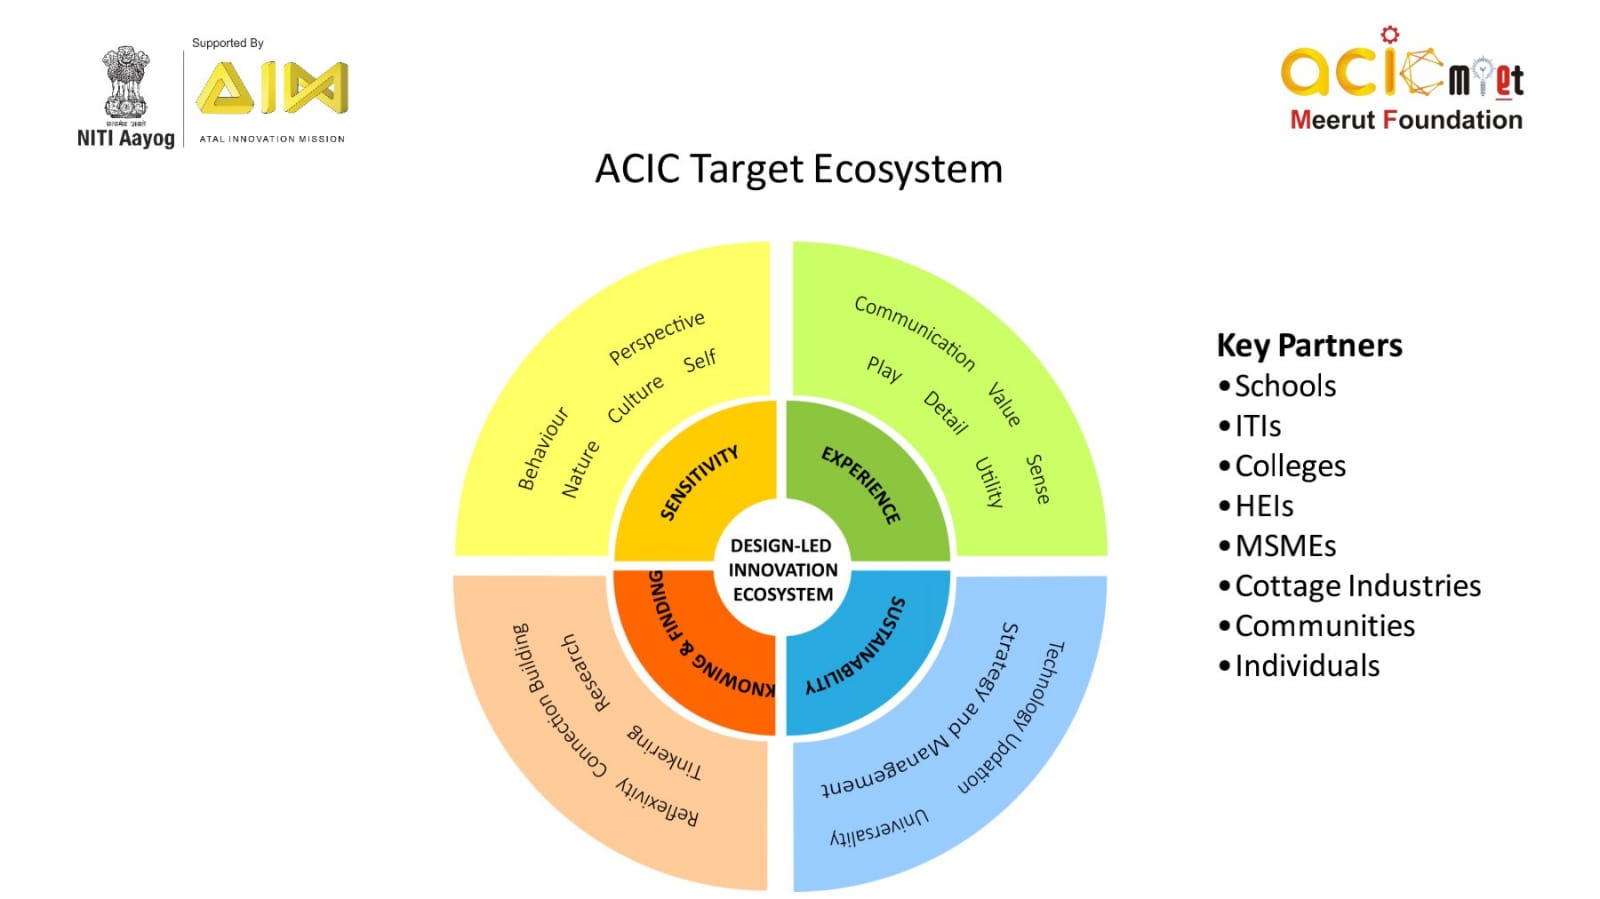 Supported By
सत्यमेव जयते
NITI Aayog
AIM
ATAL INNOVATION MISSION
acic miet
Meerut Foundation
ACIC Target Ecosystem
Perspective
Self
Culture
Behaviour
Nature
SENSITIVITY
Communication
Play
Value
Detail
Sense
Utility
EXPERIENCE
DESIGN-LED
INNOVATION
ECOSYSTEM
KNOWING & FINDING
Research
Connection Building
Tinkering
Reflexivity
SUSTAINABILITY
Strategy and Management
Technology Updation
Universality
Key Partners
•Schools
•ITIs
•Colleges
•HEIs
•MSMEs
•Cottage Industries
•Communities
•Individuals